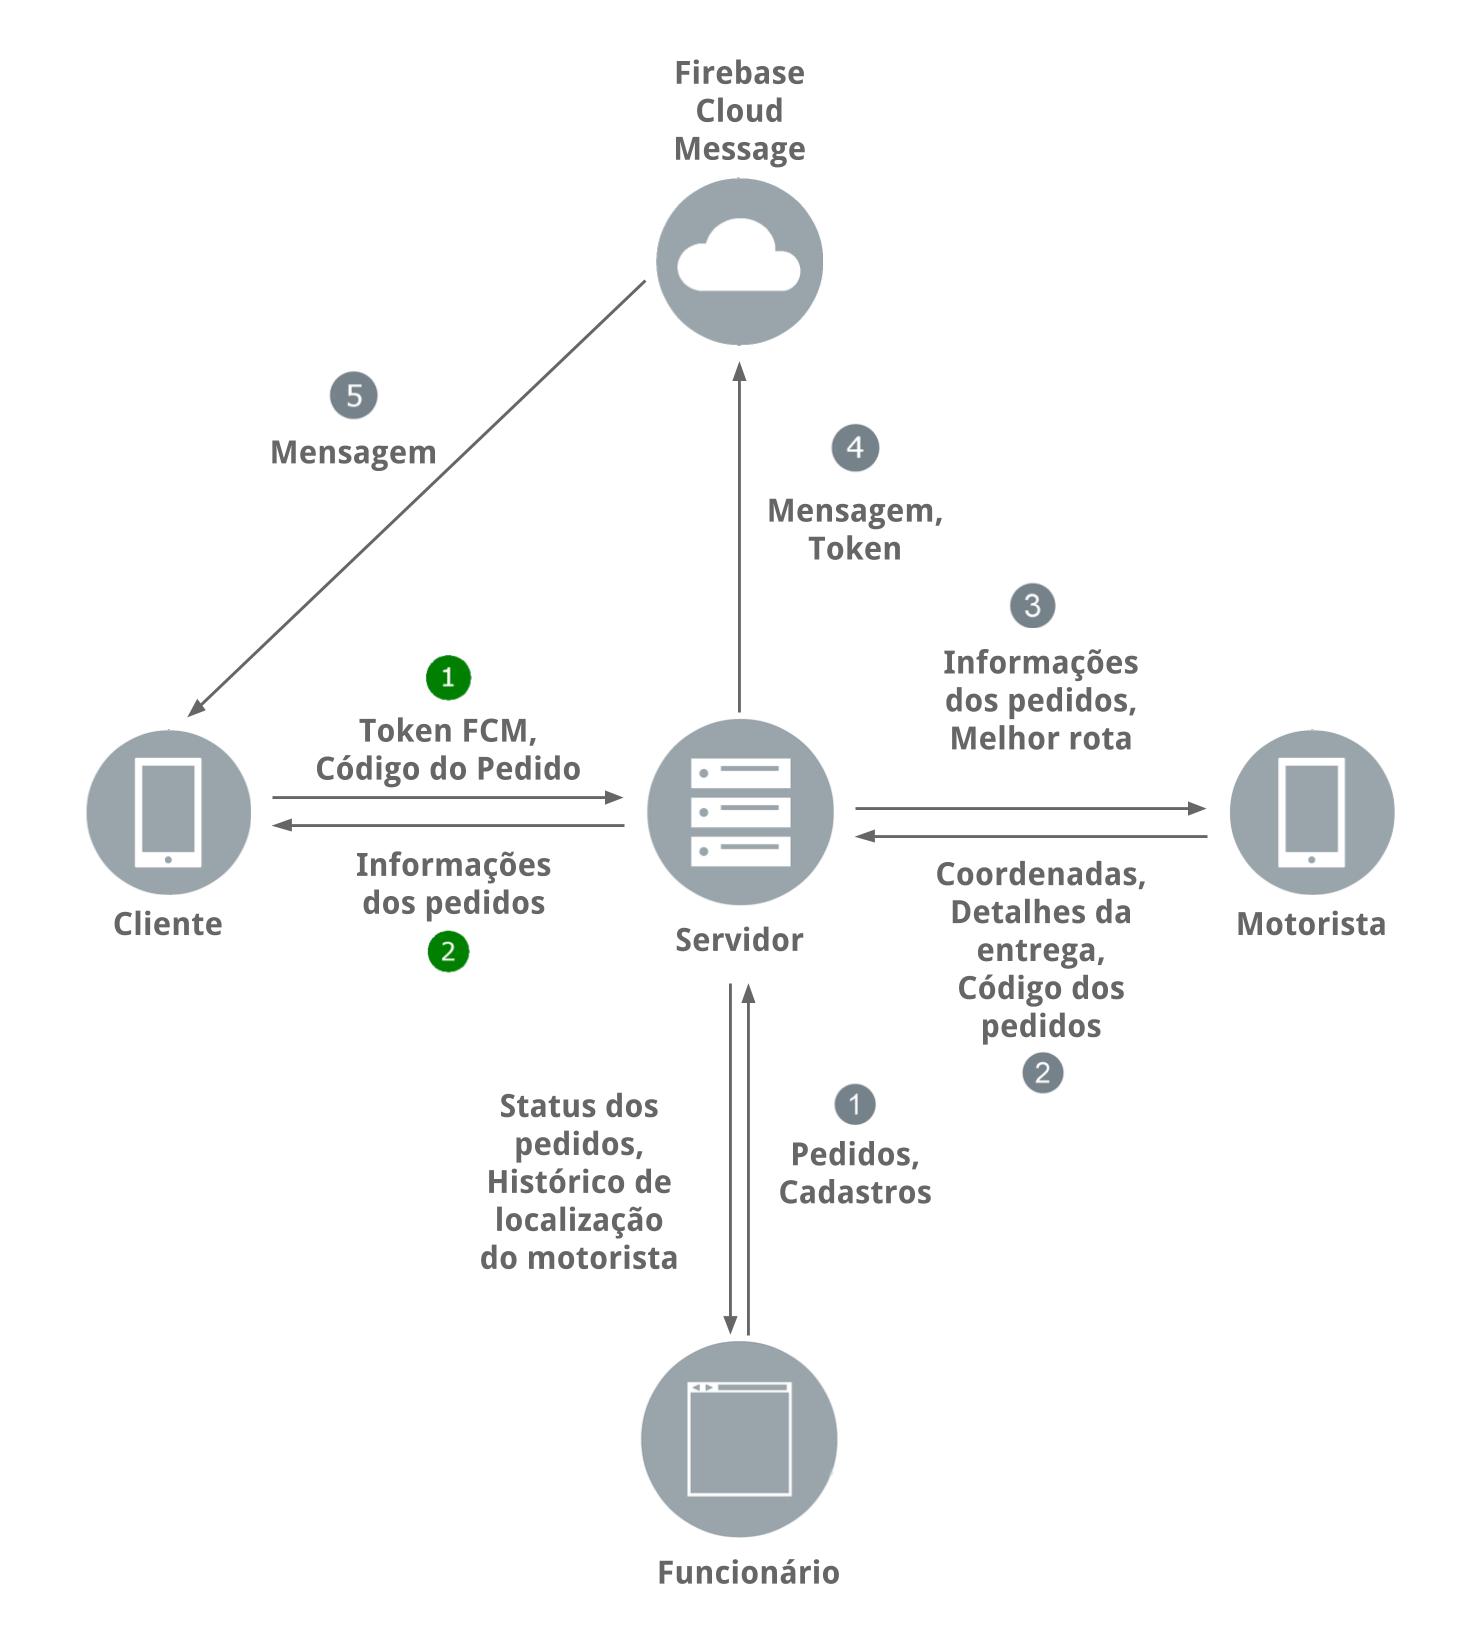 Firebase
Cloud
Message
5
Mensagem
4
Mensagem,
Token
3
Informações
dos pedidos,
Melhor rota
1
Token FCM,
Código do Pedido
Informações
dos pedidos
2
Cliente
Servidor
Coordenadas,
Detalhes da
entrega,
Código dos
pedidos
2
Motorista
Status dos
pedidos,
Histórico de
localização
do motorista
1
Pedidos,
Cadastros
Funcionário